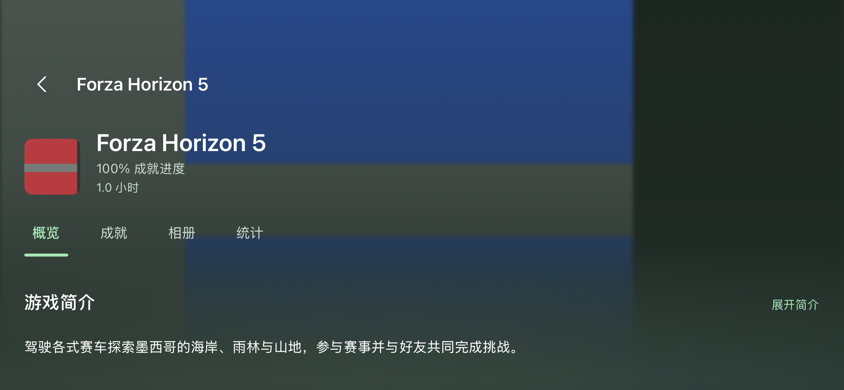 Forza Horizon 5
Forza Horizon 5
100% 成就进度
1.0 小时
概览 成就 相册 统计
游戏简介 展开简介
驾驶各式赛车探索墨西哥的海岸、雨林与山地，参与赛事并与好友共同完成挑战。